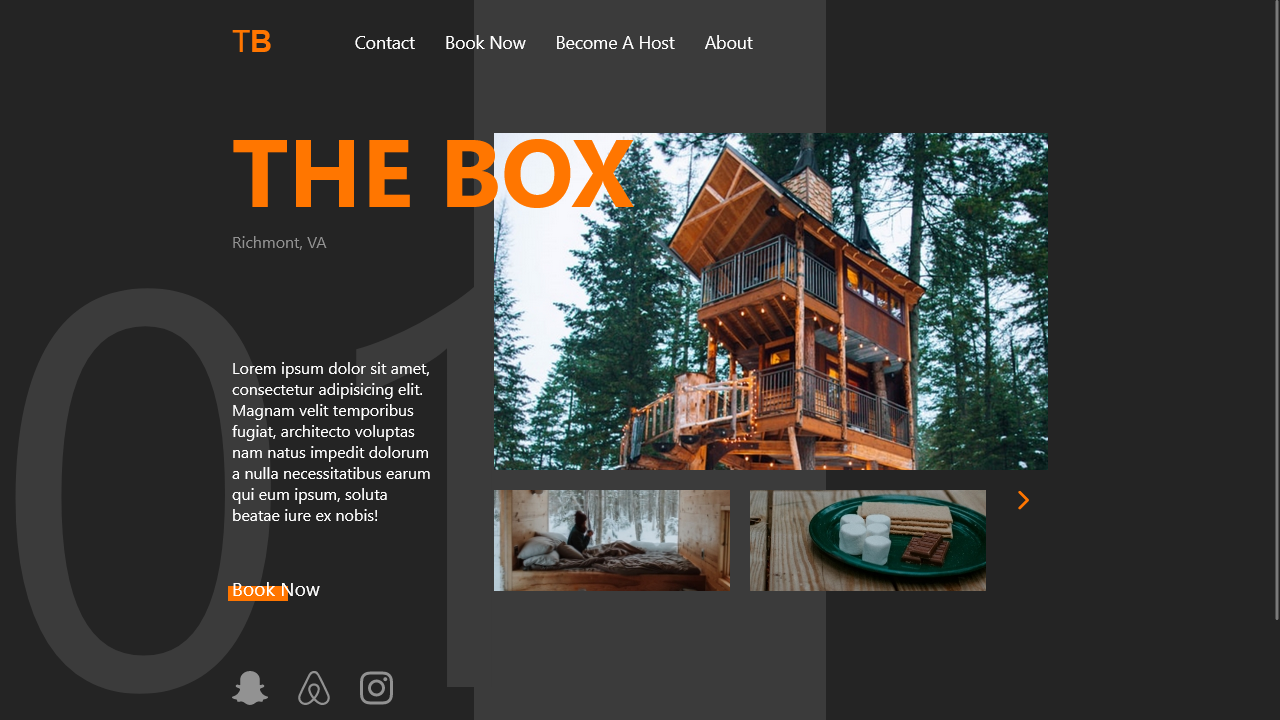 TB
Contact Book Now Become A Host About
THE BOX
Richmont, VA
01
Lorem ipsum dolor sit amet,
consectetur adipisicing elit.
Magnam velit temporibus
fugiat, architecto voluptas
nam natus impedit dolorum
a nulla necessitatibus earum
qui eum ipsum, soluta
beatae iure ex nobis!
Book Now